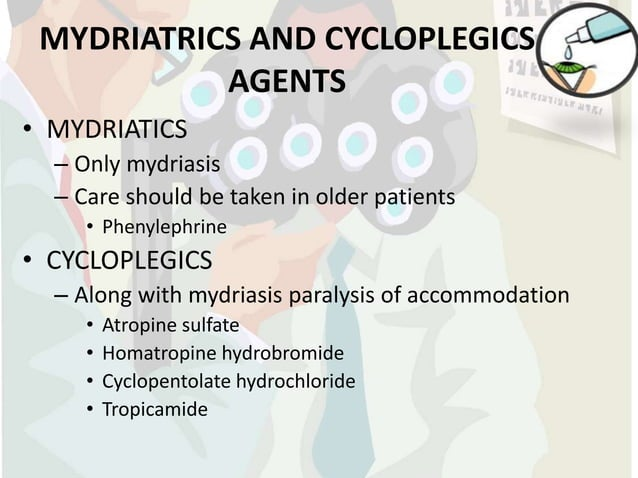 MYDRIATRICS AND CYCLOPLEGICS
AGENTS
• MYDRIATICS
– Only mydriasis
– Care should be taken in older patients
• Phenylephrine
• CYCLOPLEGICS
– Along with mydriasis paralysis of accommodation
• Atropine sulfate
• Homatropine hydrobromide
• Cyclopentolate hydrochloride
• Tropicamide